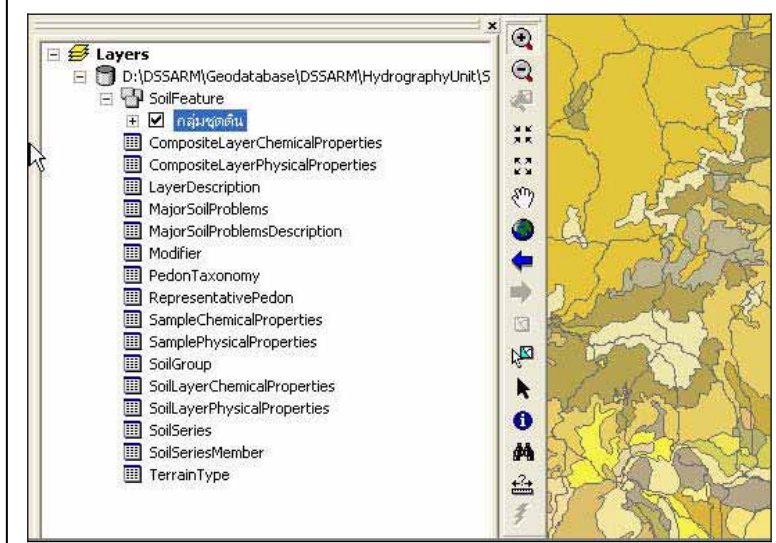 Layers
D:\DSSARM\Geodatabase\DSSARM\HydrographyUnit\S
SoilFeature
กลุ่มชุดดิน
CompositeLayerChemicalProperties
CompositeLayerPhysicalProperties
LayerDescription
MajorSoilProblems
MajorSoilProblemsDescription
Modifier
PedonTaxonomy
RepresentativePedon
SampleChemicalProperties
SamplePhysicalProperties
SoilGroup
SoilLayerChemicalProperties
SoilLayerPhysicalProperties
SoilSeries
SoilSeriesMember
TerrainType